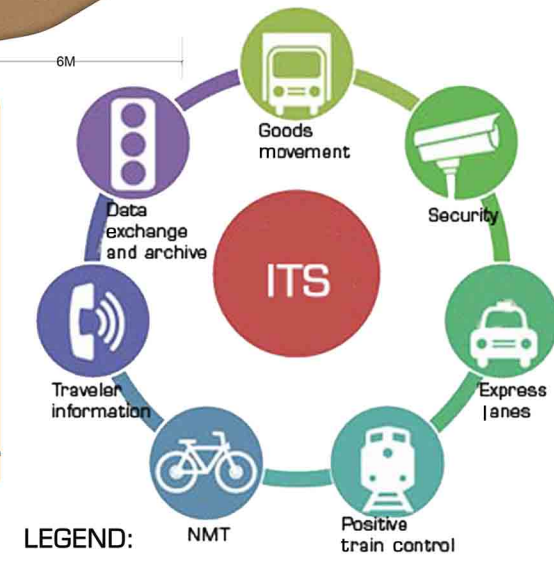 6M
Goods
movement
Security
Data
exchange
and archive
ITS
Traveler
information
Express
lanes
NMT
Positive
train control
LEGEND: